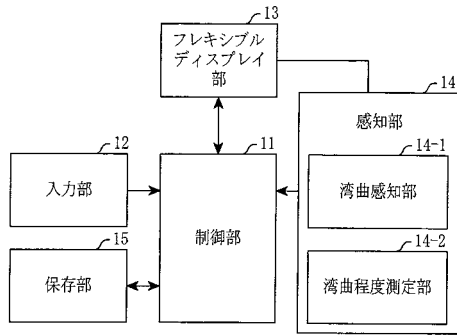 13
フレキシブル
ディスプレイ
部
14
感知部
12
入力部
11
制御部
14-1
湾曲感知部
15
保存部
14-2
湾曲程度測定部